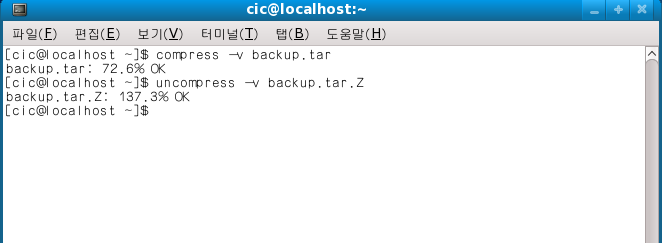 cic@localhost:~
파일(F) 편집(E) 보기(V) 터미널(T) 탭(B) 도움말(H)
[cic@localhost ~]$ compress -v backup.tar
backup.tar: 72.6% OK
[cic@localhost ~]$ uncompress -v backup.tar.Z
backup.tar.Z: 137.3% OK
[cic@localhost ~]$